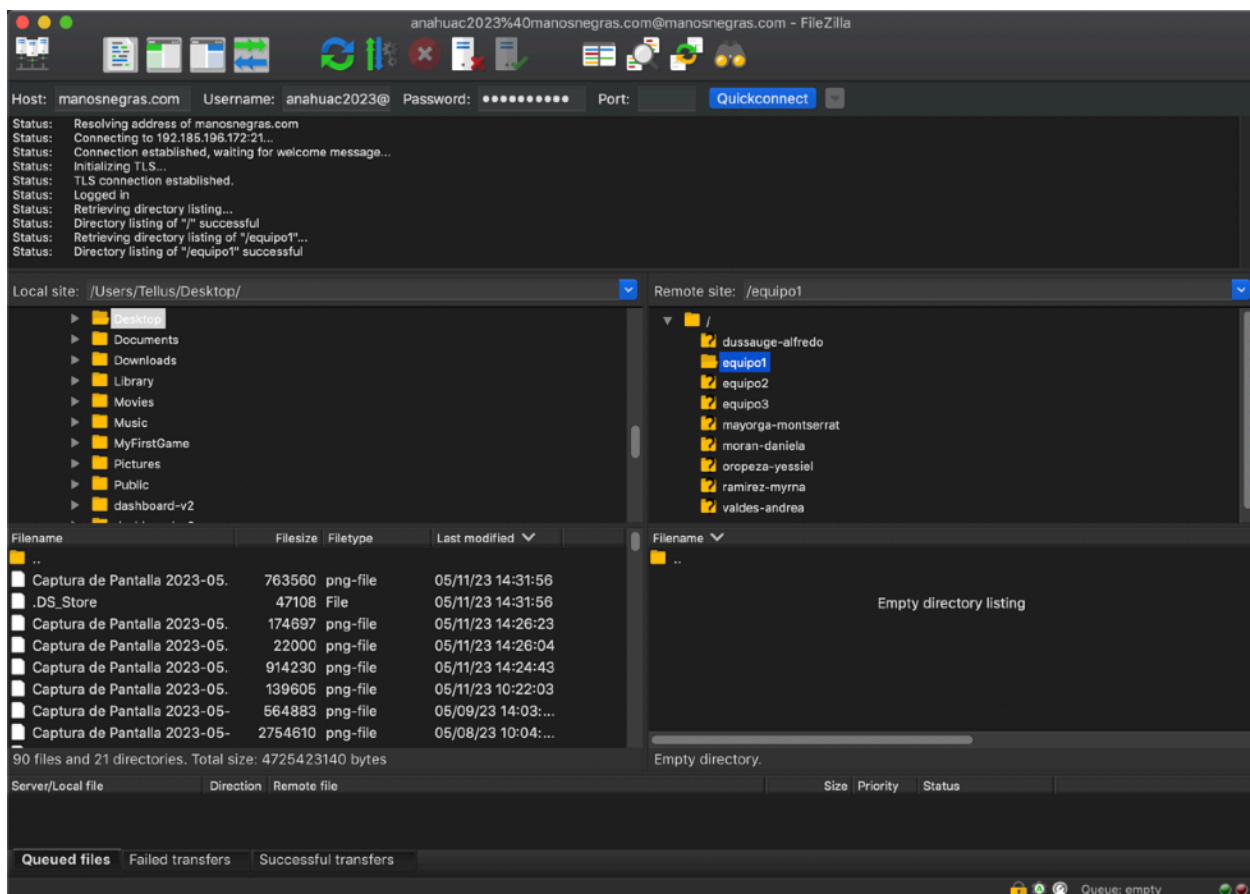 anahuac2023%40manosnegras.com@manosnegras.com - FileZilla
Host: manosnegras.com Username: anahuac2023@ Password: ●●●●●●●●●● Port: Quickconnect
Status: Resolving address of manosnegras.com
Status: Connecting to 192.185.196.172:21...
Status: Connection established, waiting for welcome message...
Status: Initializing TLS...
Status: TLS connection established.
Status: Logged in
Status: Retrieving directory listing...
Status: Directory listing of "/" successful
Status: Retrieving directory listing of "/equipo1"...
Status: Directory listing of "/equipo1" successful
Local site: /Users/Tellus/Desktop/
Desktop
Documents
Downloads
Library
Movies
Music
MyFirstGame
Pictures
Public
dashboard-v2
Remote site: /equipo1
/
dussauge-alfredo
equipo1
equipo2
equipo3
mayorga-montserrat
moran-daniela
oropeza-yessiel
ramirez-myrna
valdes-andrea
Filename Filesize Filetype Last modified
..
Captura de Pantalla 2023-05. 763560 png-file 05/11/23 14:31:56
.DS_Store 47108 File 05/11/23 14:31:56
Captura de Pantalla 2023-05. 174697 png-file 05/11/23 14:26:23
Captura de Pantalla 2023-05. 22000 png-file 05/11/23 14:26:04
Captura de Pantalla 2023-05. 914230 png-file 05/11/23 14:24:43
Captura de Pantalla 2023-05. 139605 png-file 05/11/23 10:22:03
Captura de Pantalla 2023-05- 564883 png-file 05/09/23 14:03:...
Captura de Pantalla 2023-05- 2754610 png-file 05/08/23 10:04:...
90 files and 21 directories. Total size: 4725423140 bytes
Filename
..
Empty directory listing
Empty directory.
Server/Local file Direction Remote file Size Priority Status
Queued files Failed transfers Successful transfers
Queue: empty